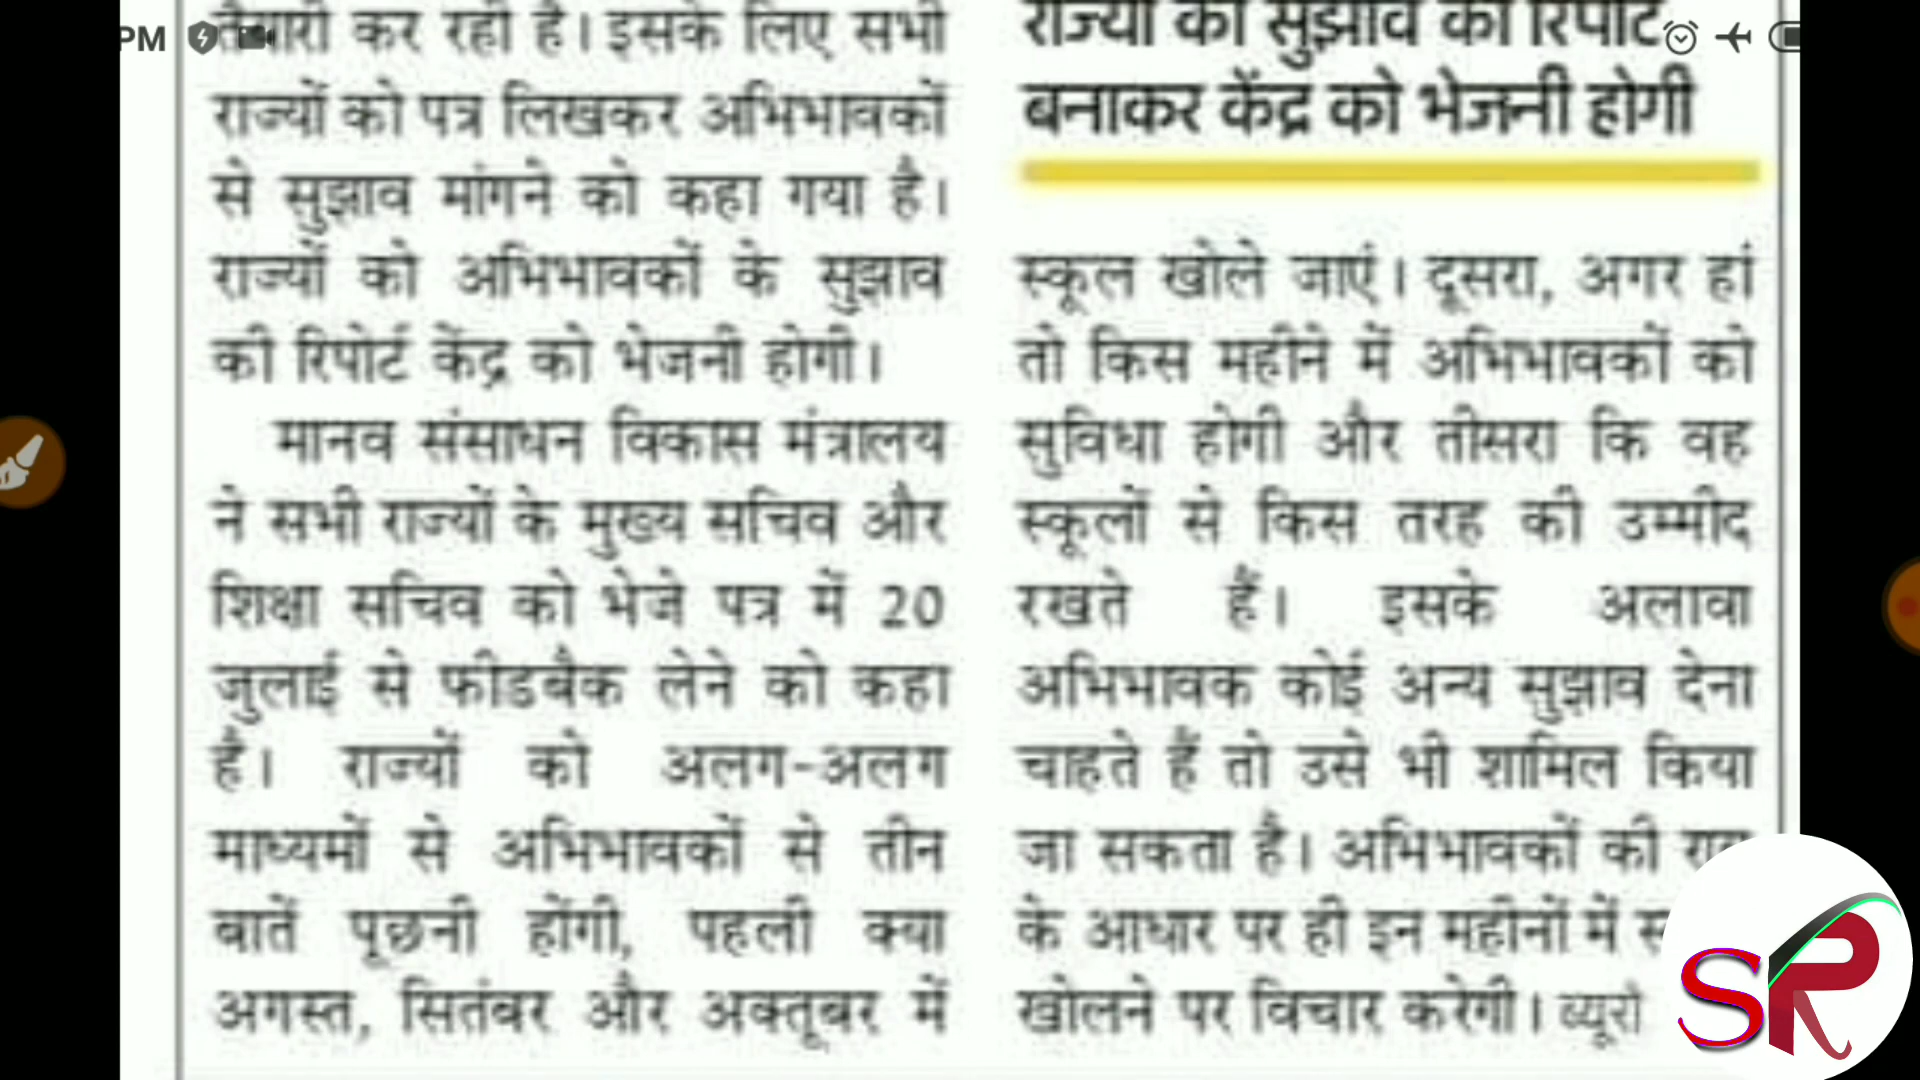 PM
तैयारी कर रही है। इसके लिए सभी
राज्यों को पत्र लिखकर अभिभावकों
से सुझाव मांगने को कहा गया है।
राज्यों को अभिभावकों के सुझाव
की रिपोर्ट केंद्र को भेजनी होगी।
मानव संसाधन विकास मंत्रालय
ने सभी राज्यों के मुख्य सचिव और
शिक्षा सचिव को भेजे पत्र में 20
जुलाई से फीडबैक लेने को कहा
है। राज्यों को अलग-अलग
माध्यमों से अभिभावकों से तीन
बातें पूछनी होंगी, पहली क्या
अगस्त, सितंबर और अक्तूबर में
राज्यों को सुझाव की रिपोर्ट
बनाकर केंद्र को भेजनी होगी
स्कूल खोले जाएं। दूसरा, अगर हां
तो किस महीने में अभिभावकों को
सुविधा होगी और तीसरा कि वह
स्कूलों से किस तरह की उम्मीद
रखते हैं। इसके अलावा
अभिभावक कोई अन्य सुझाव देना
चाहते हैं तो उसे भी शामिल किया
जा सकता है। अभिभावकों की
के आधार पर ही इन महीनों में
खोलने पर विचार करेगी। ब्यूरो
SR